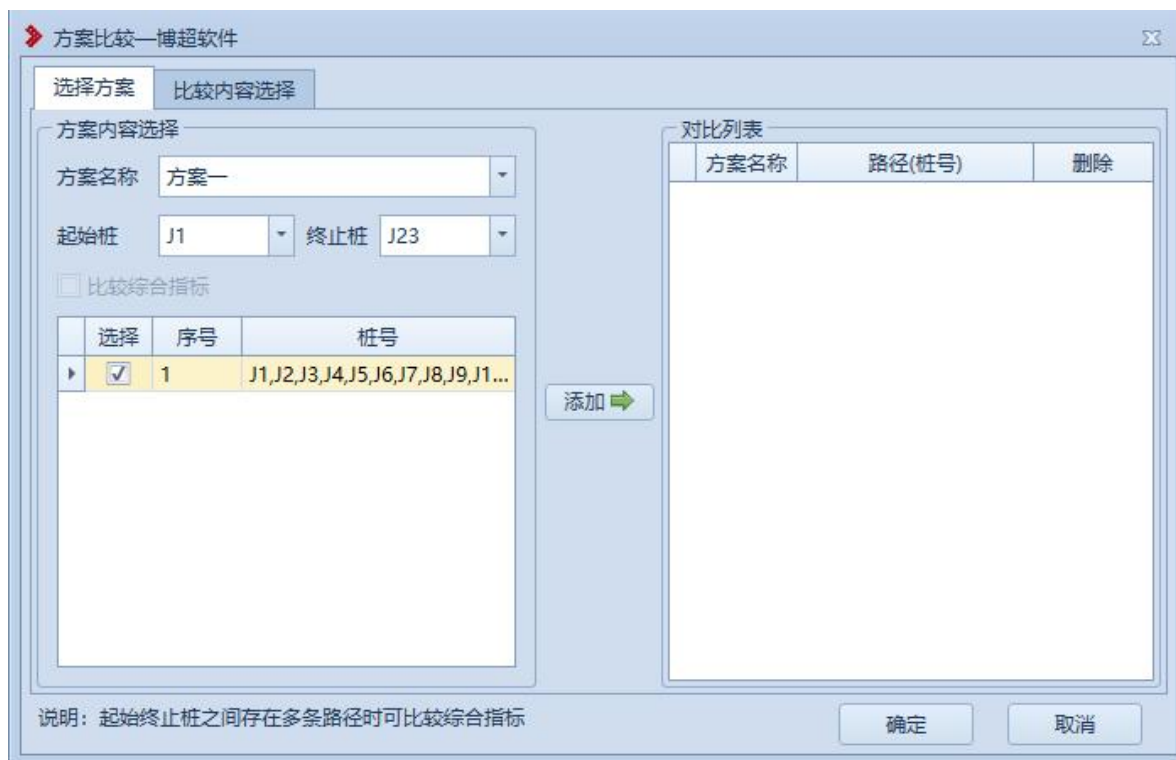 方案比较—博超软件
选择方案 比较内容选择
方案内容选择
方案名称 方案一
起始桩 J1 终止桩 J23
比较综合指标
选择 序号 桩号
1 J1,J2,J3,J4,J5,J6,J7,J8,J9,J1...
添加
对比列表
方案名称 路径(桩号) 删除
说明：起始终止桩之间存在多条路径时可比较综合指标
确定 取消